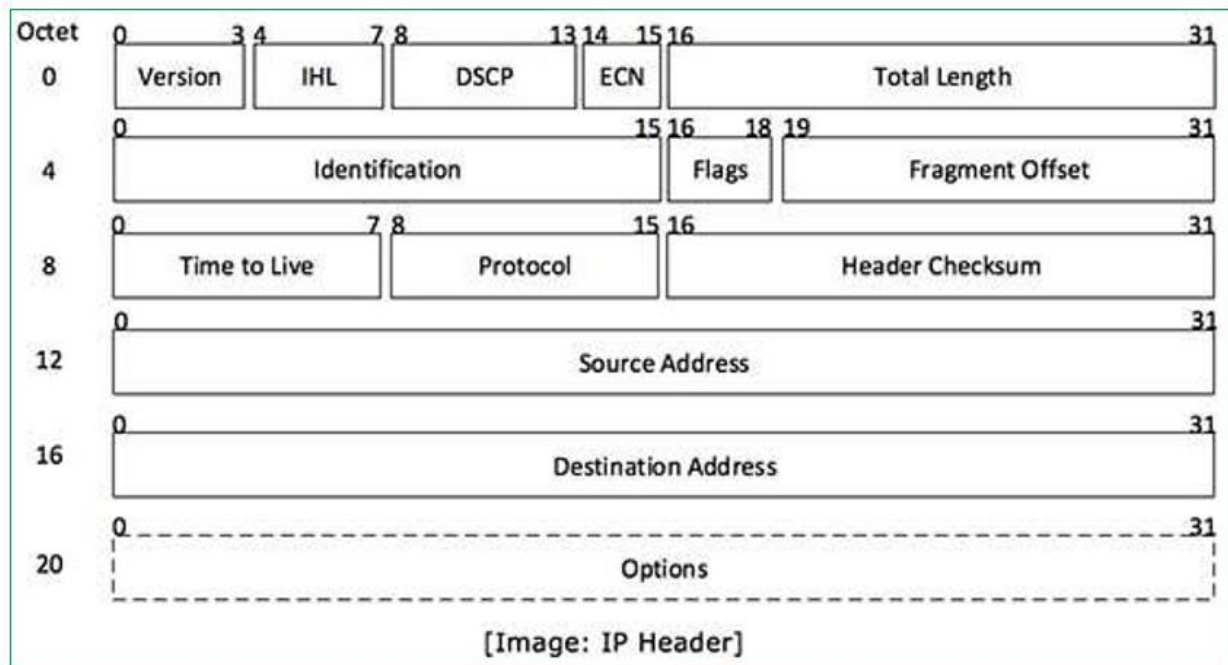 Octet 0 3 4 7 8 13 14 15 16 31
0 Version IHL DSCP ECN Total Length
0 15 16 18 19 31
4 Identification Flags Fragment Offset
0 7 8 15 16 31
8 Time to Live Protocol Header Checksum
0 31
12 Source Address
0 31
16 Destination Address
0 31
20 Options
[Image: IP Header]